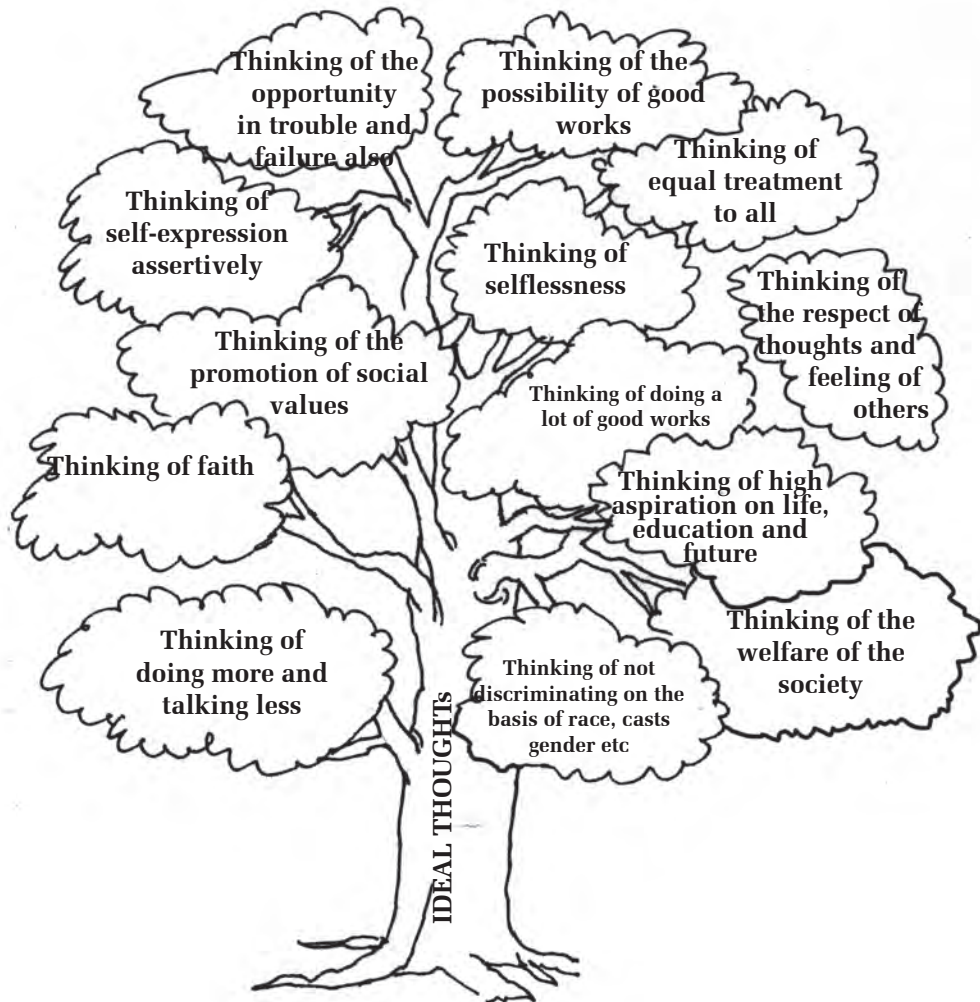 Thinking of the
opportunity
in trouble and
failure also
Thinking of the
possibility of good
works
Thinking of
equal treatment
to all
Thinking of
self-expression
assertively
Thinking of
selflessness
Thinking of
the respect of
thoughts and
feeling of
others
Thinking of the
promotion of social
values
Thinking of doing a
lot of good works
Thinking of faith
Thinking of high
aspiration on life,
education and
future
Thinking of
doing more and
talking less
Thinking of the
welfare of the
society
Thinking of not
discriminating on the
basis of race, casts
gender etc
IDEAL THOUGHTs